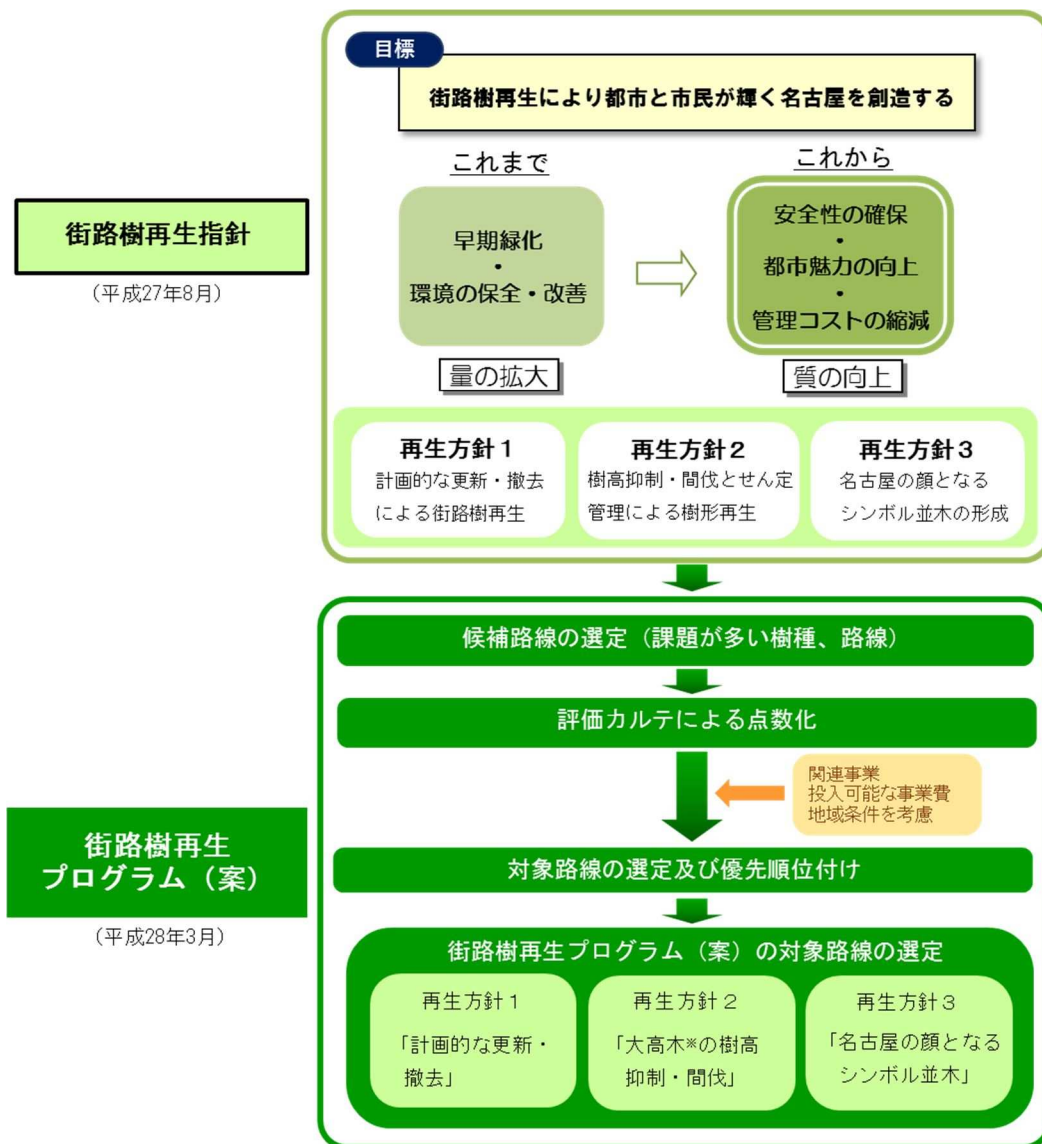 目標
街路樹再生により都市と市民が輝く名古屋を創造する
これまで
これから
早期緑化
・
環境の保全・改善
安全性の確保
・
都市魅力の向上
・
管理コストの縮減
量の拡大
質の向上
街路樹再生指針
(平成27年8月)
再生方針1
計画的な更新・撤去
による街路樹再生
再生方針2
樹高抑制・間伐とせん定
管理による樹形再生
再生方針3
名古屋の顔となる
シンボル並木の形成
候補路線の選定(課題が多い樹種、路線)
評価カルテによる点数化
関連事業
投入可能な事業費
地域条件を考慮
街路樹再生
プログラム(案)
(平成28年3月)
対象路線の選定及び優先順位付け
街路樹再生プログラム(案)の対象路線の選定
再生方針1
「計画的な更新・
撤去」
再生方針2
「大高木※の樹高
抑制・間伐」
再生方針3
「名古屋の顔となる
シンボル並木」